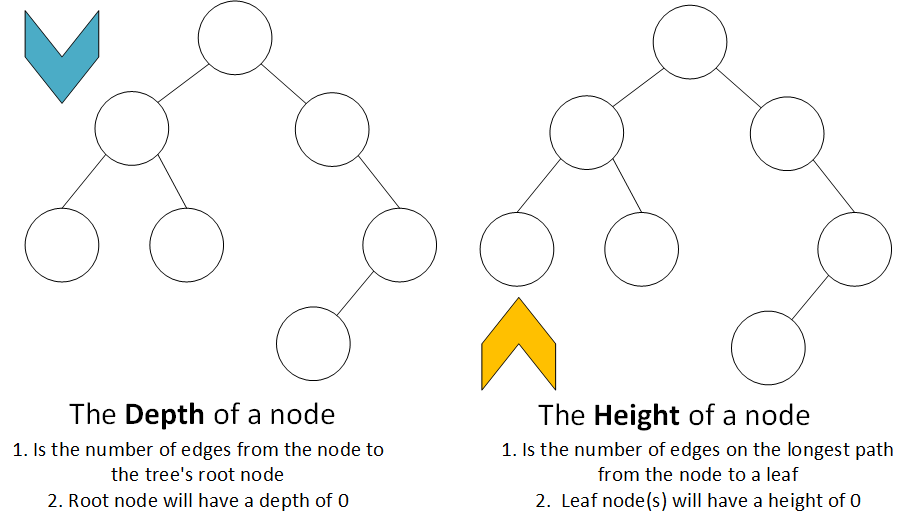 The Depth of a node
1. Is the number of edges from the node to
the tree's root node
2. Root node will have a depth of 0
The Height of a node
1. Is the number of edges on the longest path
from the node to a leaf
2. Leaf node(s) will have a height of 0